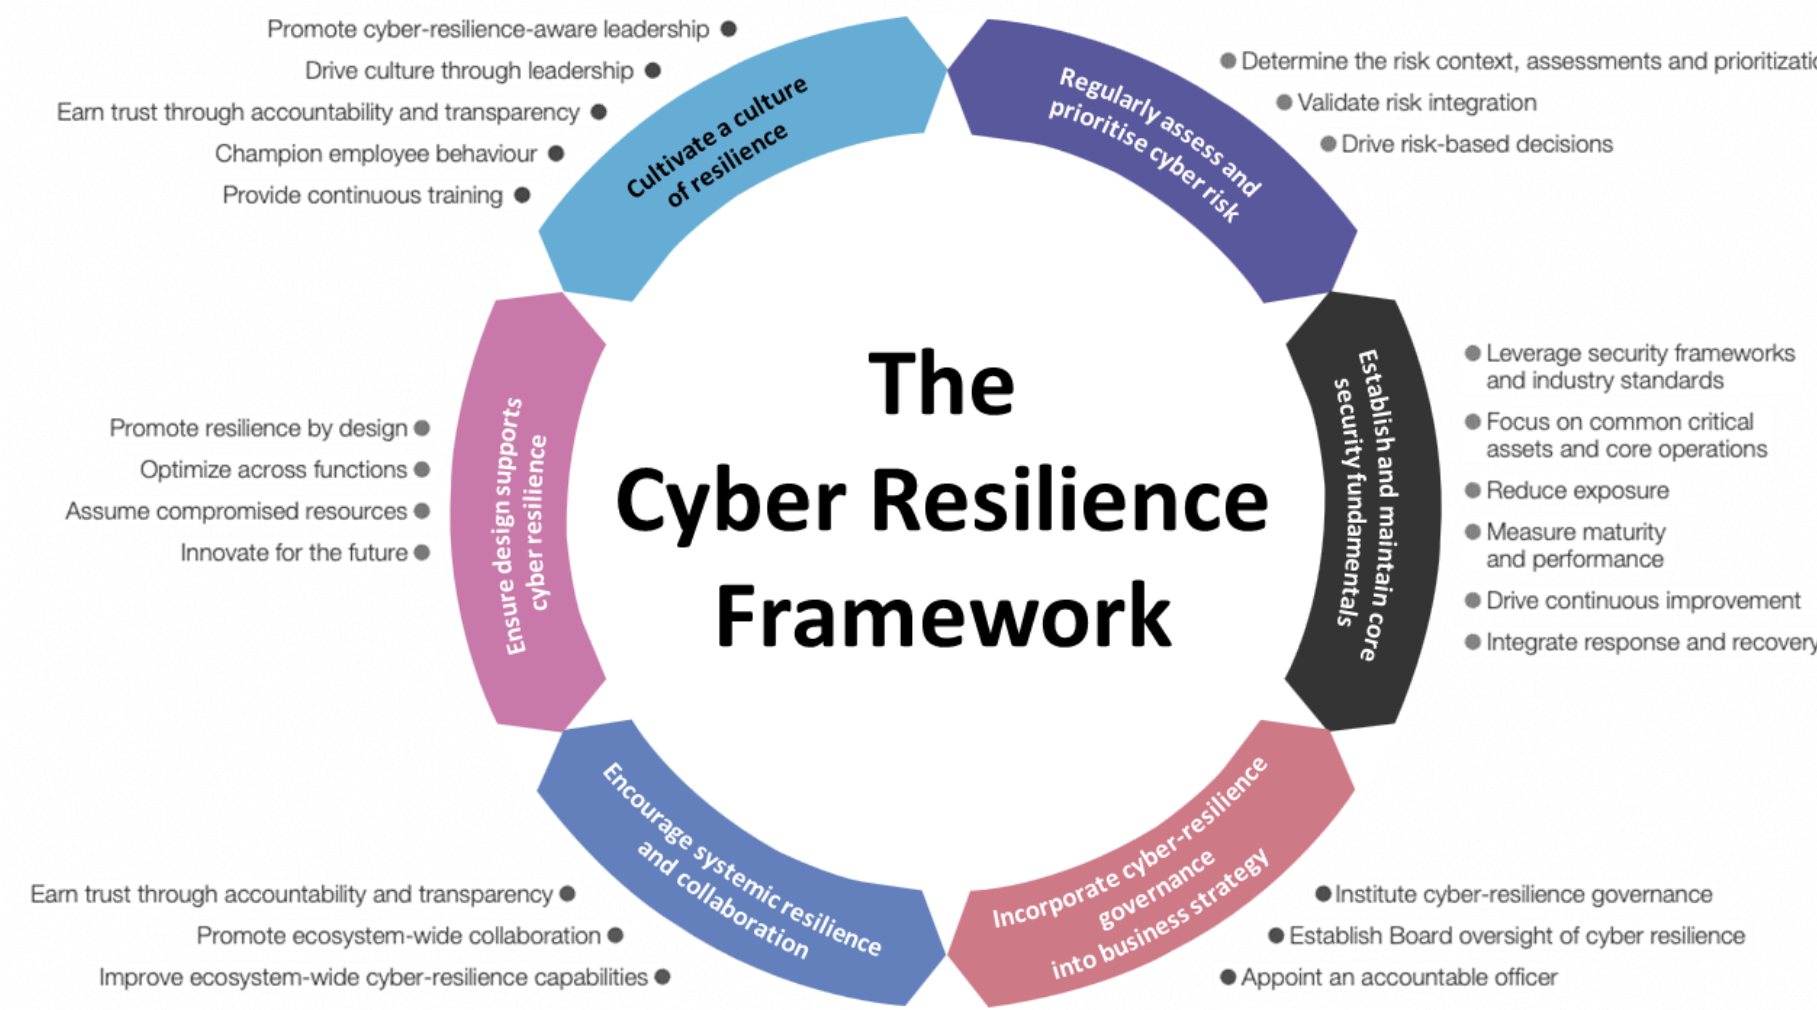 The
Cyber Resilience
Framework
Regularly assess and
prioritise cyber risk
Determine the risk context, assessments and
Validate risk integration
Drive risk-based decisions
Establish and maintain core
security fundamentals
Leverage security frameworks
and industry standards
Focus on common critical
assets and core operations
Reduce exposure
Measure maturity
and performance
Drive continuous improvement
Integrate response and recovery
Incorporate cyber-resilience
governance
into business strategy
Institute cyber-resilience governance
Establish Board oversight of cyber resilience
Appoint an accountable officer
Encourage systemic resilience
and collaboration
Earn trust through accountability and transparency
Promote ecosystem-wide collaboration
Improve ecosystem-wide cyber-resilience capabilities
Ensure design supports
cyber resilience
Promote resilience by design
Optimize across functions
Assume compromised resources
Innovate for the future
Cultivate a culture
of resilience
Promote cyber-resilience-aware leadership
Drive culture through leadership
Earn trust through accountability and transparency
Champion employee behaviour
Provide continuous training